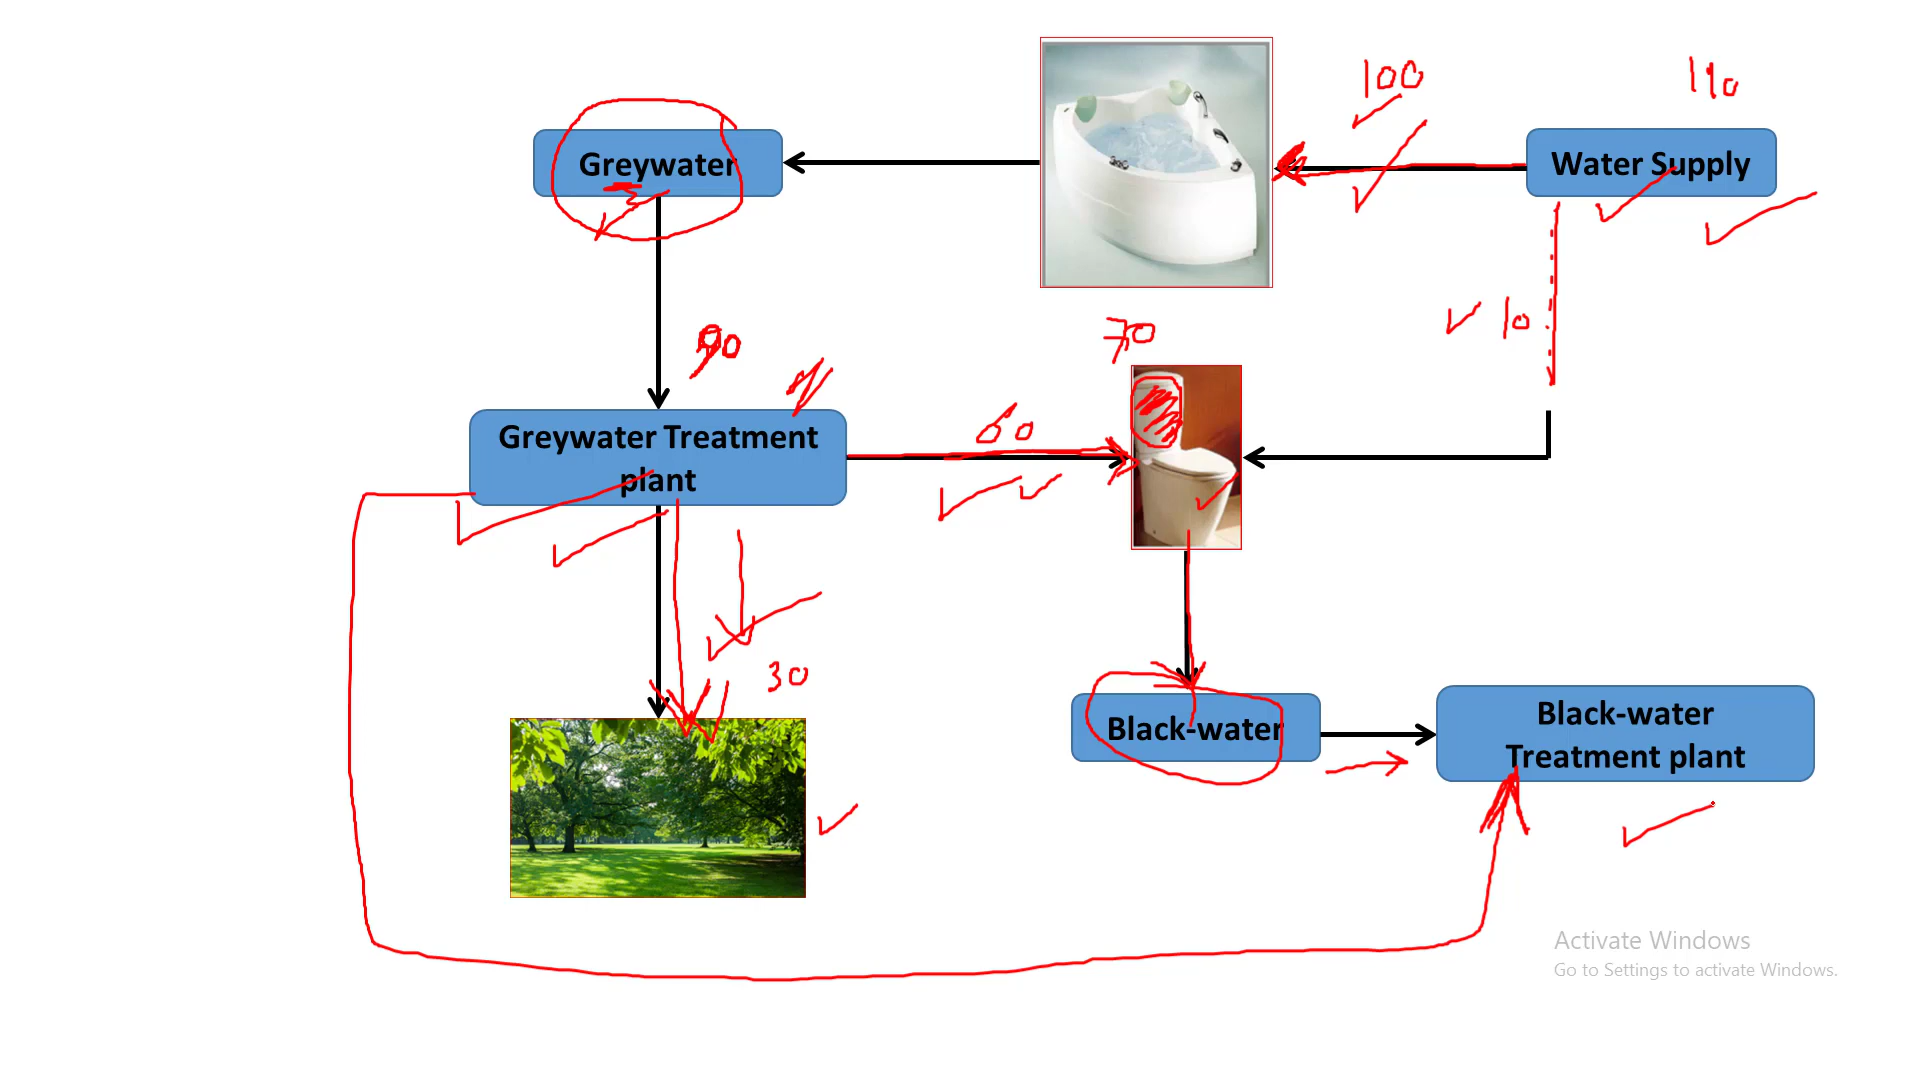 100
110
Greywater
Water Supply
10
90
70
Greywater Treatment
plant
60
30
Black-water
Black-water
Treatment plant
Activate Windows
Go to Settings to activate Windows.